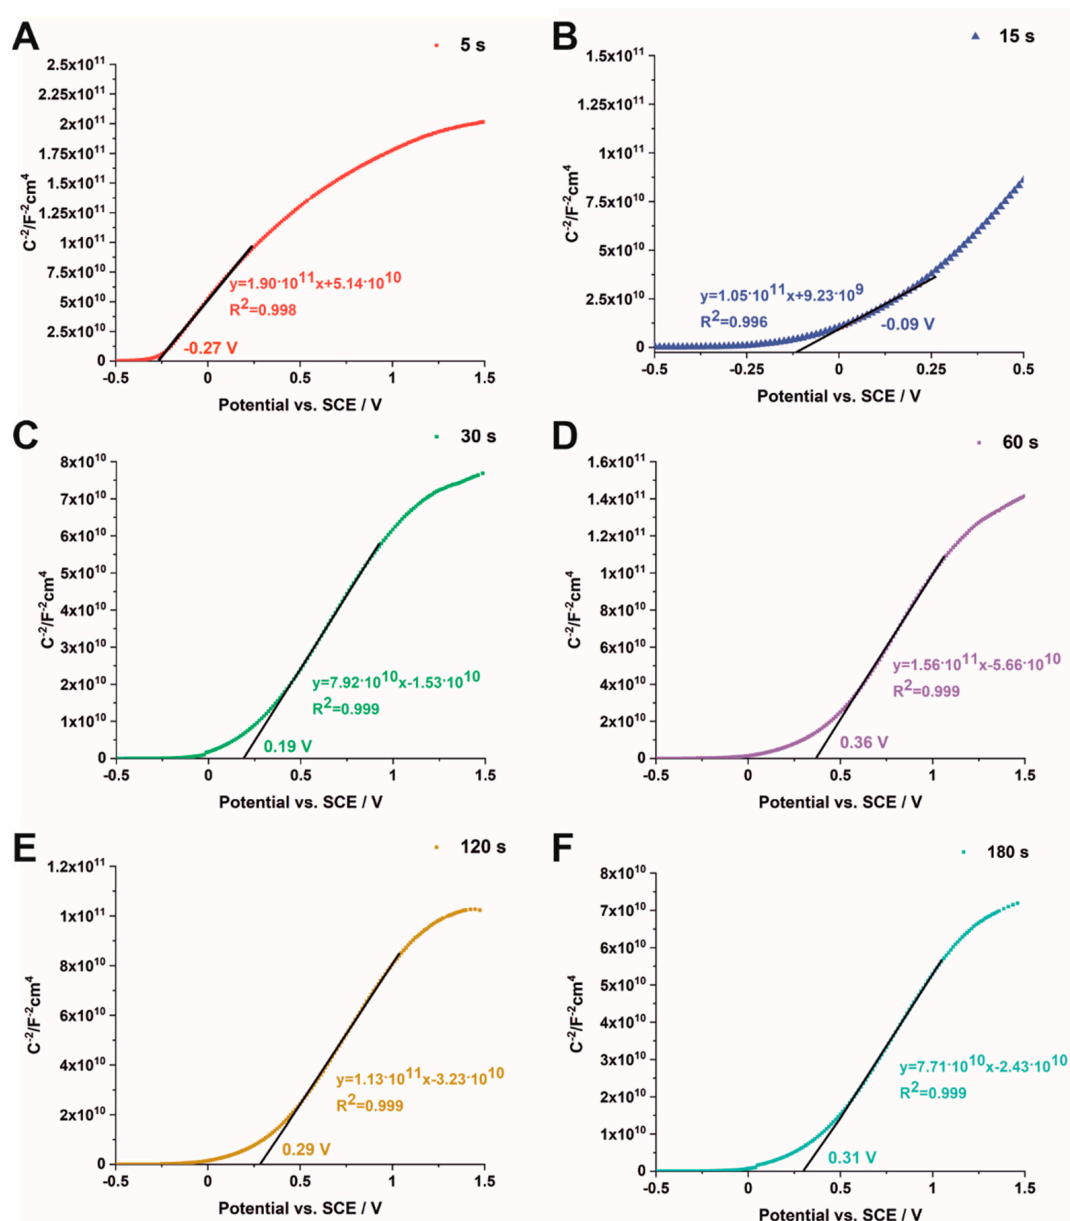 A
5 s
2.5x10¹¹
2.25x10¹¹
2x10¹¹
1.75x10¹¹
1.5x10¹¹
1.25x10¹¹
1x10¹¹
7.5x10¹⁰
5x10¹⁰
2.5x10¹⁰
0
C⁻²/F⁻²cm⁴
y=1.90·10¹¹x+5.14·10¹⁰
R²=0.998
-0.27 V
-0.5 0 0.5 1 1.5
Potential vs. SCE / V
B
15 s
1.5x10¹¹
1.25x10¹¹
1x10¹¹
7.5x10¹⁰
5x10¹⁰
2.5x10¹⁰
0
C⁻²/F⁻²cm⁴
y=1.05·10¹¹x+9.23·10⁹
R²=0.996
-0.09 V
-0.5 -0.25 0 0.25 0.5
Potential vs. SCE / V
C
30 s
8x10¹⁰
7x10¹⁰
6x10¹⁰
5x10¹⁰
4x10¹⁰
3x10¹⁰
2x10¹⁰
1x10¹⁰
0
C⁻²/F⁻²cm⁴
y=7.92·10¹⁰x-1.53·10¹⁰
R²=0.999
0.19 V
-0.5 0 0.5 1 1.5
Potential vs. SCE / V
D
60 s
1.6x10¹¹
1.4x10¹¹
1.2x10¹¹
1x10¹¹
8x10¹⁰
6x10¹⁰
4x10¹⁰
2x10¹⁰
0
C⁻²/F⁻²cm⁴
y=1.56·10¹¹x-5.66·10¹⁰
R²=0.999
0.36 V
-0.5 0 0.5 1 1.5
Potential vs. SCE / V
E
120 s
1.2x10¹¹
1x10¹¹
8x10¹⁰
6x10¹⁰
4x10¹⁰
2x10¹⁰
0
C⁻²/F⁻²cm⁴
y=1.13·10¹¹x-3.23·10¹⁰
R²=0.999
0.29 V
-0.5 0 0.5 1 1.5
Potential vs. SCE / V
F
180 s
7x10¹⁰
6x10¹⁰
5x10¹⁰
4x10¹⁰
3x10¹⁰
2x10¹⁰
1x10¹⁰
0
C⁻²/F⁻²cm⁴
y=7.71·10¹⁰x-2.43·10¹⁰
R²=0.999
0.31 V
-0.5 0 0.5 1 1.5
Potential vs. SCE / V